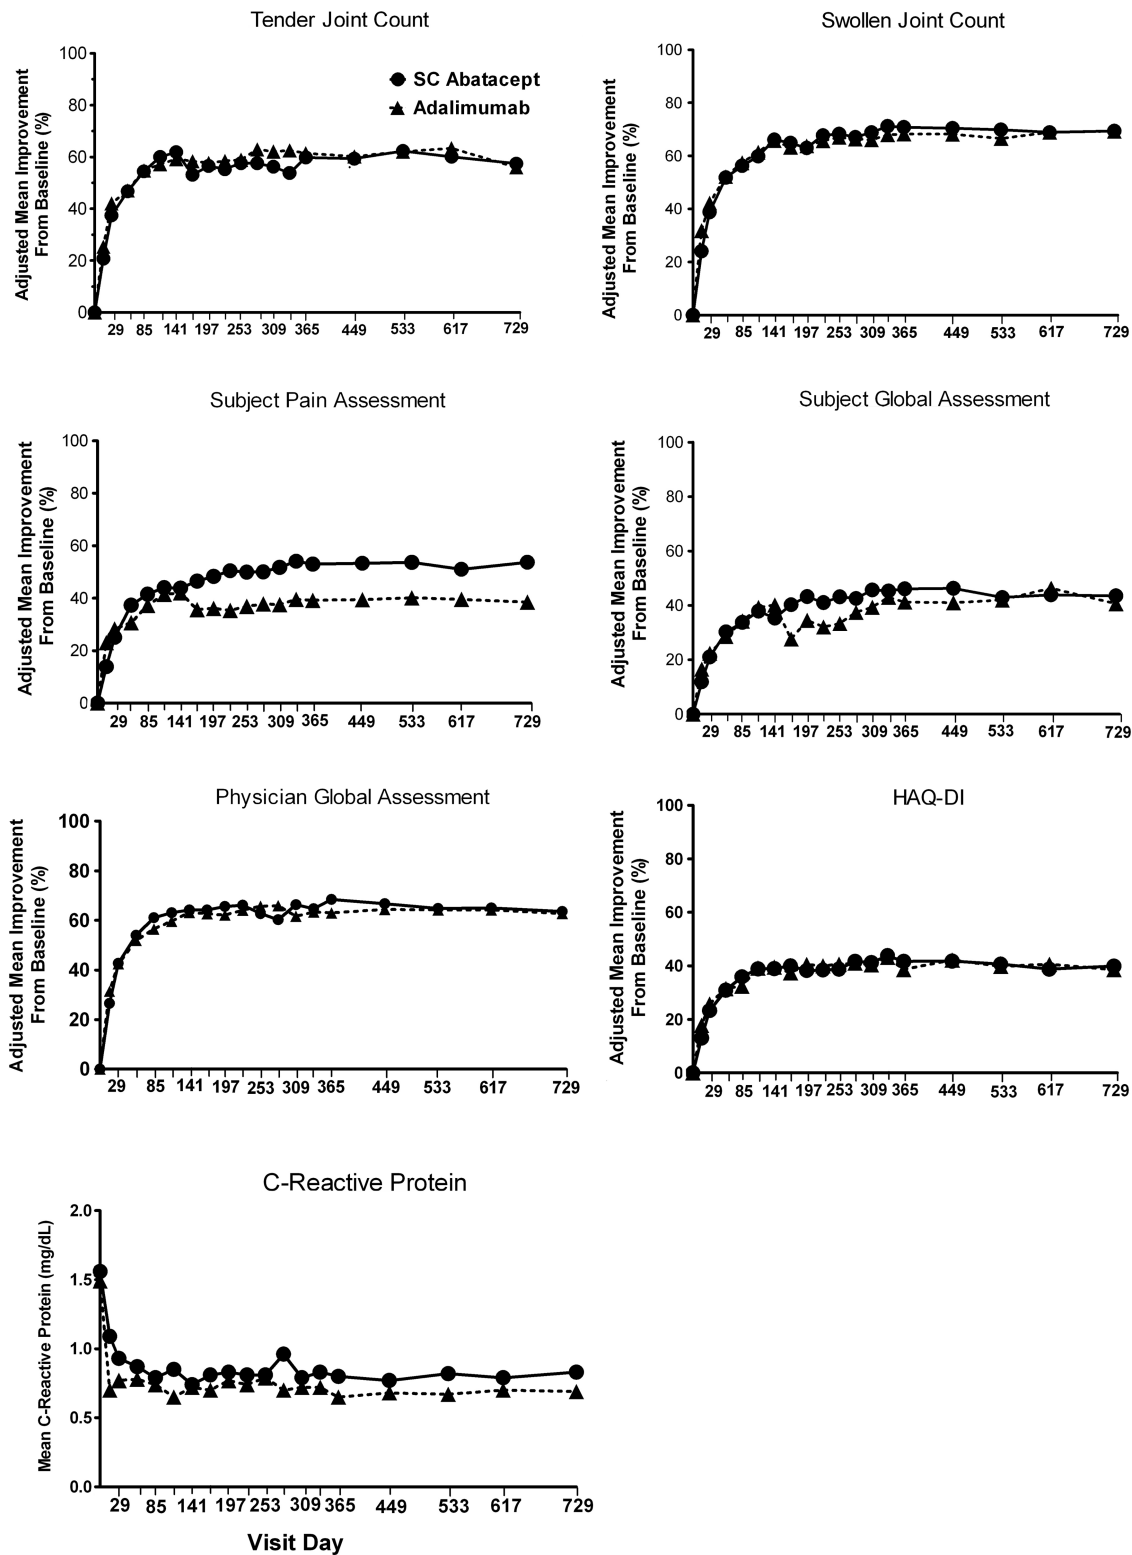 Tender Joint Count
Adjusted Mean Improvement
From Baseline (%)
100
80
60
40
20
0
SC Abatacept
Adalimumab
29 85 141 197 253 309 365 449 533 617 729
Swollen Joint Count
Adjusted Mean Improvement
From Baseline (%)
100
80
60
40
20
0
29 85 141 197 253 309 365 449 533 617 729
Subject Pain Assessment
Adjusted Mean Improvement
From Baseline (%)
100
80
60
40
20
0
29 85 141 197 253 309 365 449 533 617 729
Subject Global Assessment
Adjusted Mean Improvement
From Baseline (%)
100
80
60
40
20
0
29 85 141 197 253 309 365 449 533 617 729
Physician Global Assessment
Adjusted Mean Improvement
From Baseline (%)
100
80
60
40
20
0
29 85 141 197 253 309 365 449 533 617 729
HAQ-DI
Adjusted Mean Improvement
From Baseline (%)
100
80
60
40
20
0
29 85 141 197 253 309 365 449 533 617 729
C-Reactive Protein
Mean C-Reactive Protein (mg/dL)
2.0
1.5
1.0
0.5
0.0
29 85 141 197 253 309 365 449 533 617 729
Visit Day